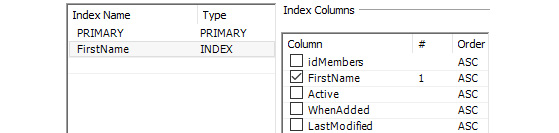 Index Name Type
PRIMARY PRIMARY
FirstName INDEX
Index Columns
Column # Order
idMembers ASC
FirstName 1 ASC
Active ASC
WhenAdded ASC
LastModified ASC